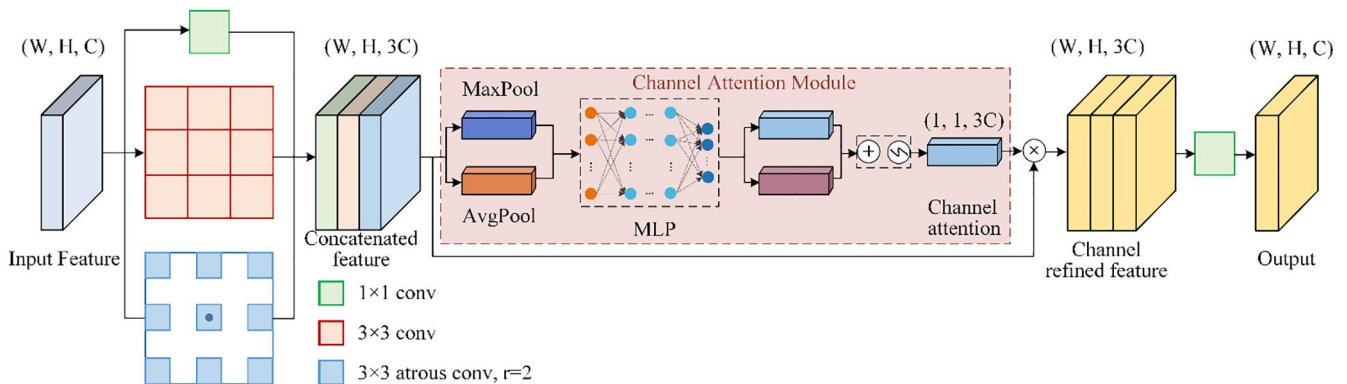 (W, H, C)
(W, H, 3C)
Channel Attention Module
MaxPool
(1, 1, 3C)
(W, H, 3C)
(W, H, C)
+
×
AvgPool
MLP
Channel
attention
Input Feature
Concatenated
feature
Channel
refined feature
Output
1×1 conv
3×3 conv
3×3 atrous conv, r=2